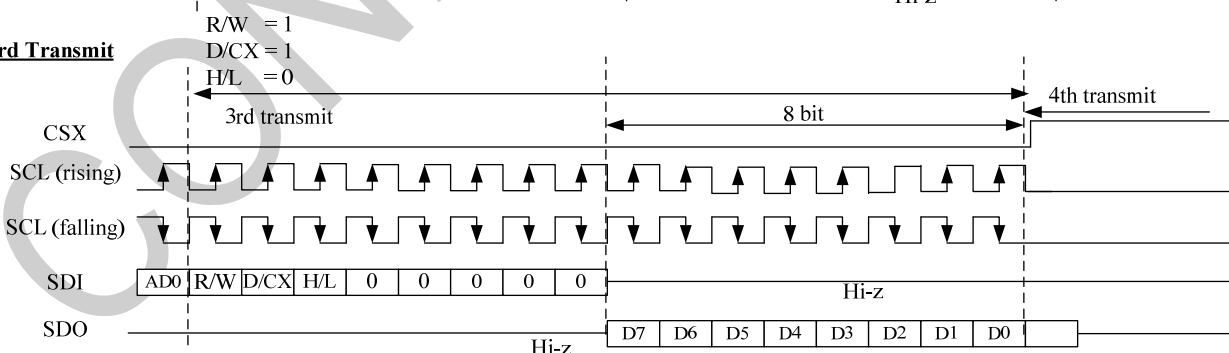 Hi-Z
R/W = 1
D/CX = 1
H/L = 0
rd Transmit
4th transmit
3rd transmit
8 bit
CSX
SCL (rising)
SCL (falling)
SDI AD0 R/W D/CX H/L 0 0 0 0 0
Hi-z
SDO D7 D6 D5 D4 D3 D2 D1 D0
Hi-z